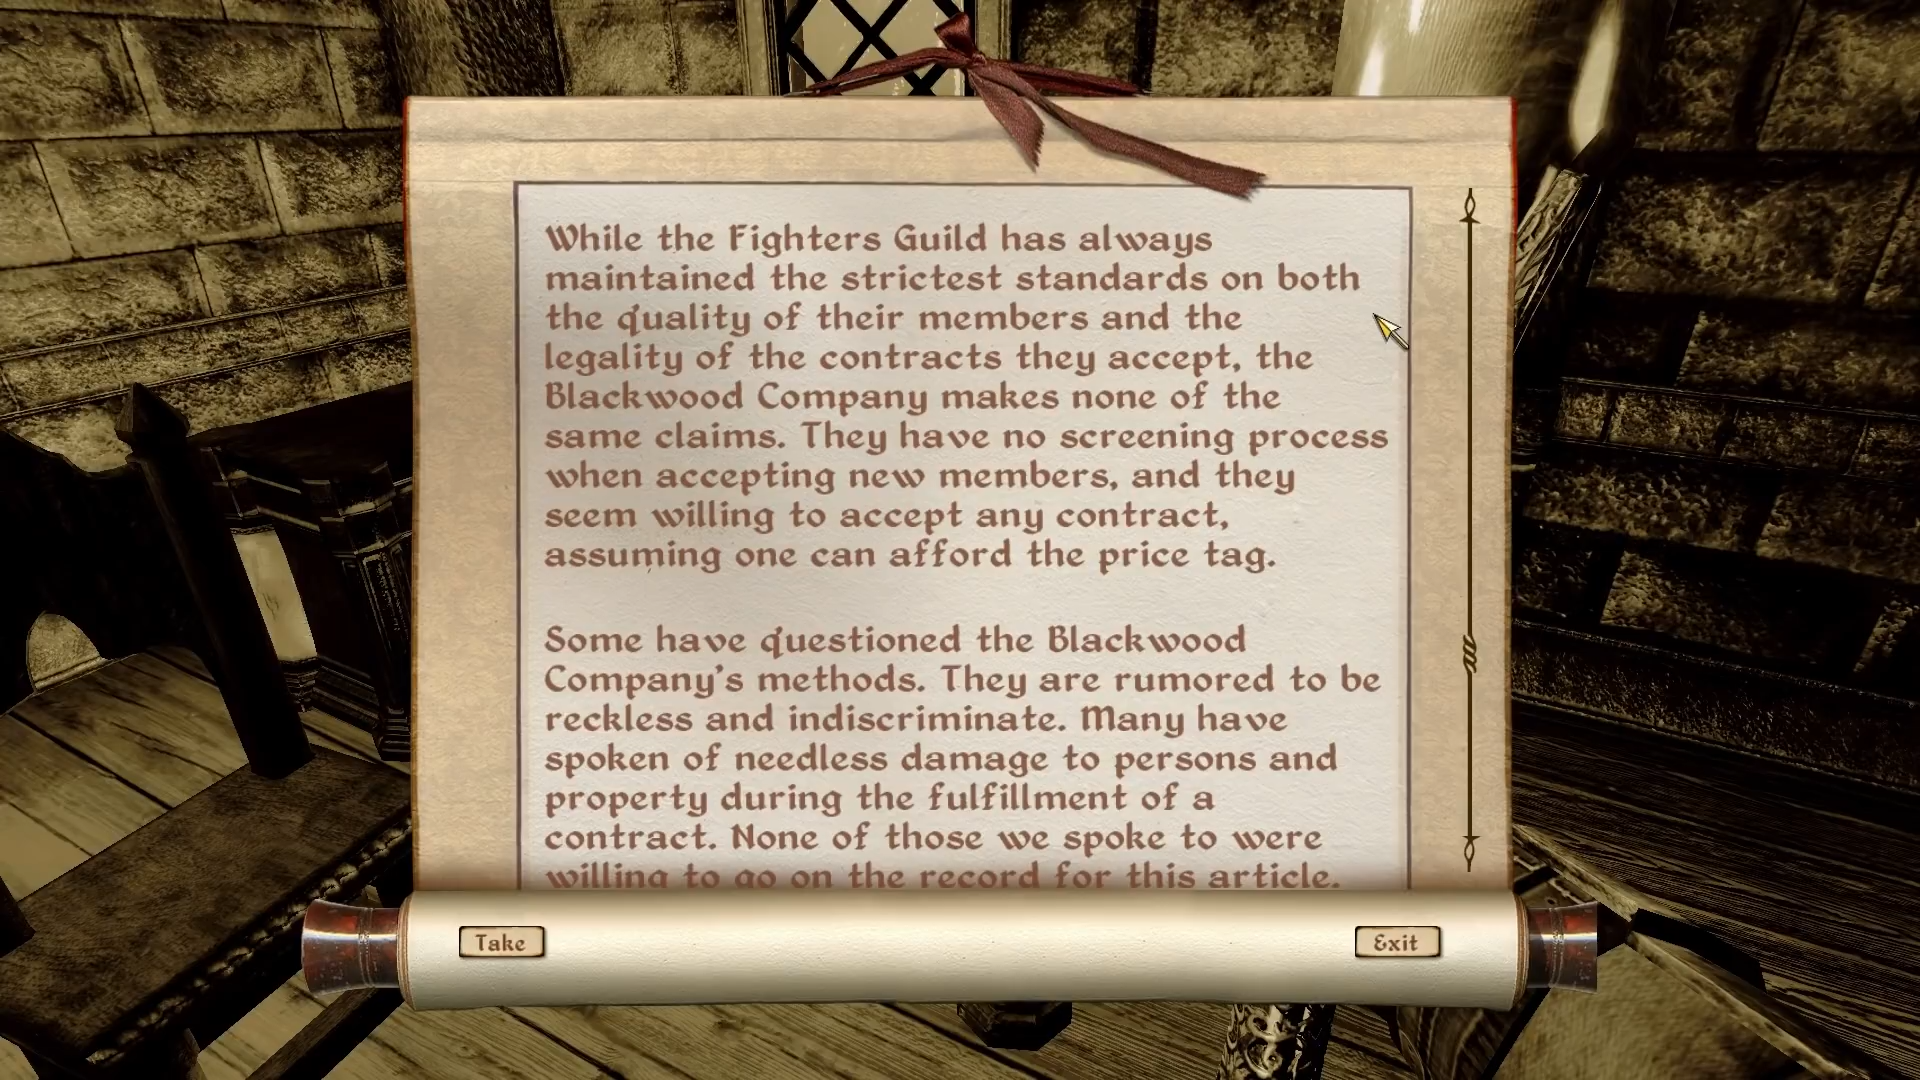 While the Fighters Guild has always
maintained the strictest standards on both
the quality of their members and the
legality of the contracts they accept, the
Blackwood Company makes none of the
same claims. They have no screening process
when accepting new members, and they
seem willing to accept any contract,
assuming one can afford the price tag.
Some have questioned the Blackwood
Company's methods. They are rumored to be
reckless and indiscriminate. Many have
spoken of needless damage to persons and
property during the fulfillment of a
contract. None of those we spoke to were
willing to go on the record for this article.
Take
Exit